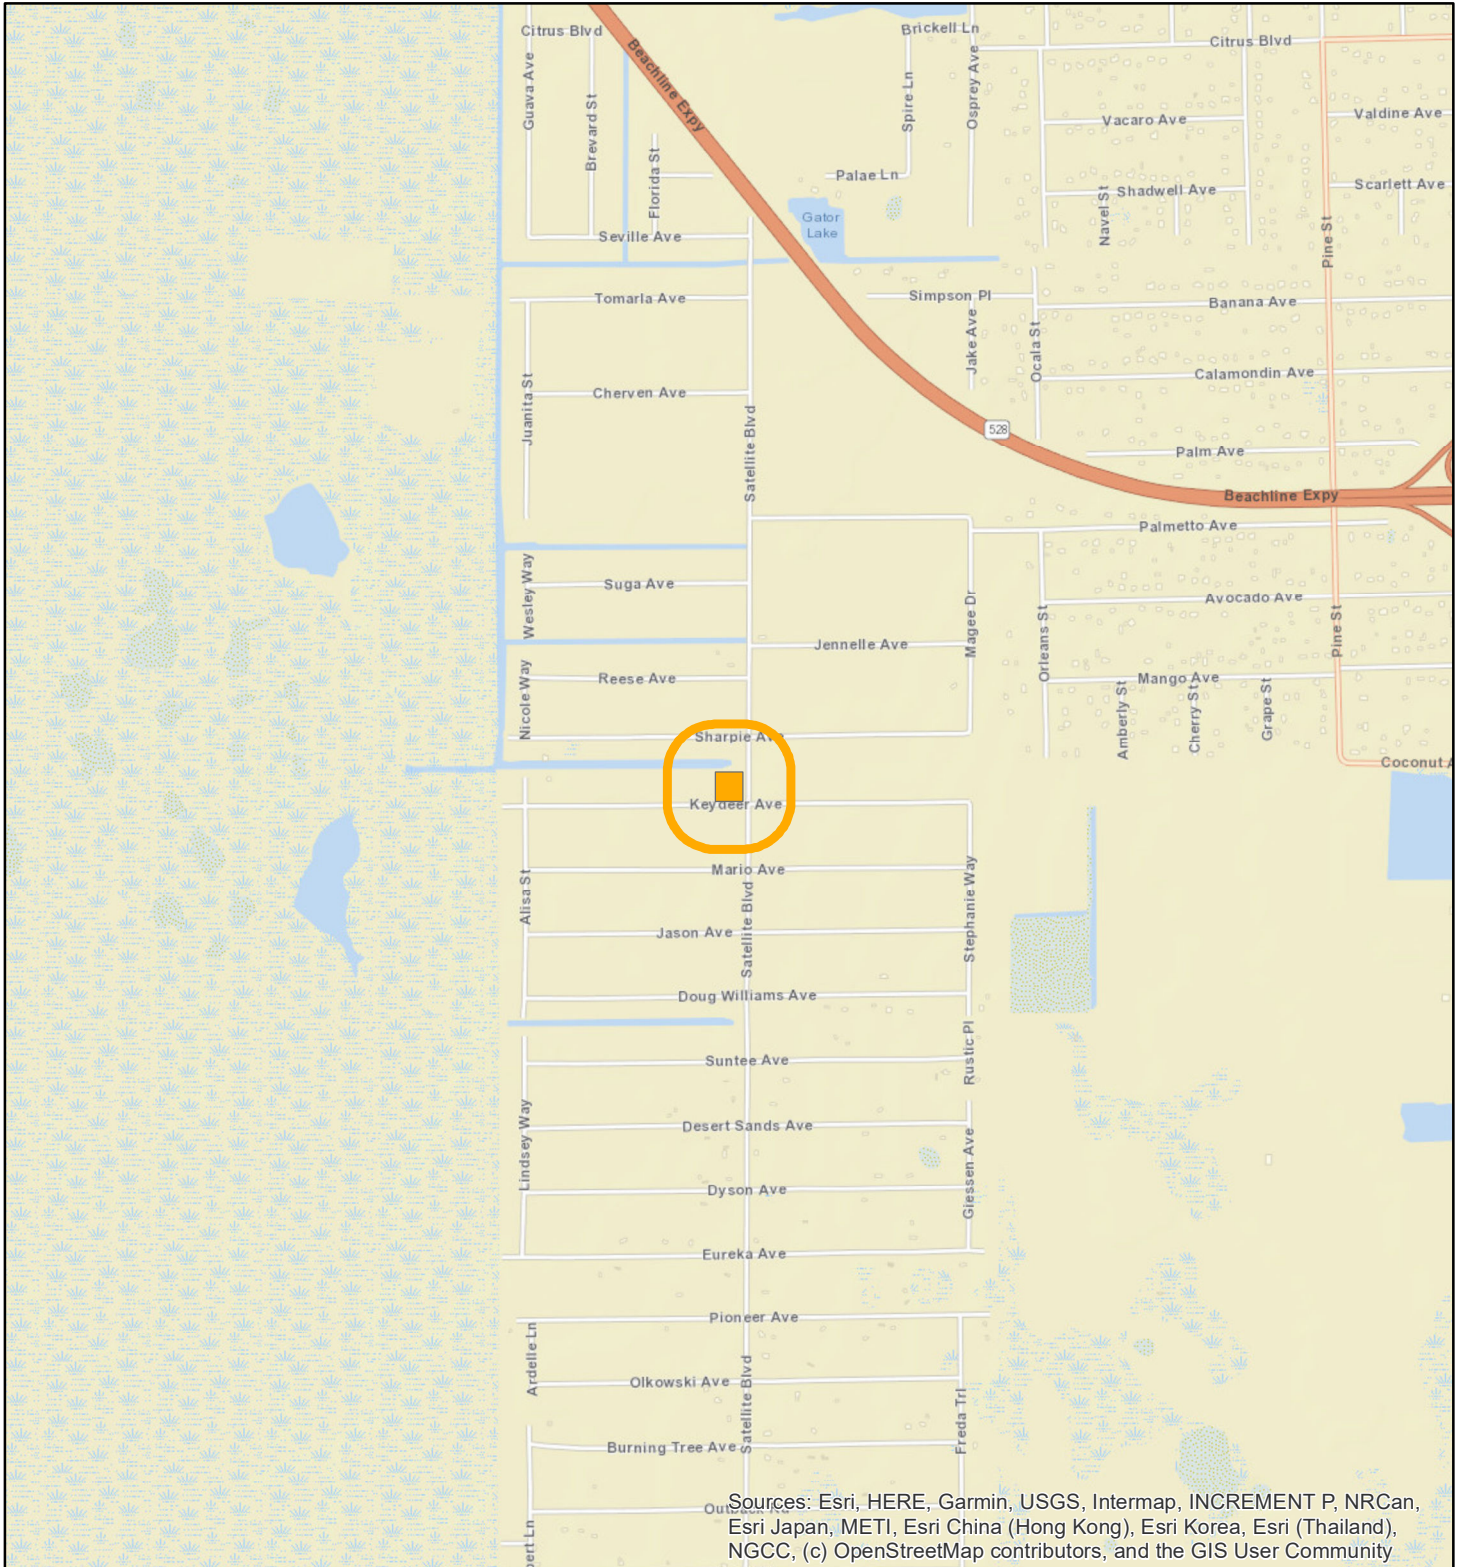 Citrus Blvd
Brickell Ln
Citrus Blvd
Beachline Expy
Guava Ave
Brevard St
Spire Ln
Osprey Ave
Vacaro Ave
Valdine Ave
Florida St
Palae Ln
Shadwell Ave
Scarlett Ave
Navel St
Gator
Lake
Pine St
Seville Ave
Tomarla Ave
Simpson Pl
Banana Ave
Jake Ave
Ocala St
Cherven Ave
Calamondin Ave
Juanita St
Satellite Blvd
528
Palm Ave
Beachline Expy
Palmetto Ave
Wesley Way
Suga Ave
Avocado Ave
Magee Dr
Orleans St
Pine St
Jennelle Ave
Nicole Way
Reese Ave
Mango Ave
Amberly St
Cherry St
Grape St
Sharpie Ave
Coconut
Keydeer Ave
Mario Ave
Alisa St
Satellite Blvd
Stephanie Way
Jason Ave
Doug Williams Ave
Suntee Ave
Rustic Pl
Desert Sands Ave
Lindsey Way
Giessen Ave
Dyson Ave
Eureka Ave
Pioneer Ave
Ardelle Ln
Olkowski Ave
Satellite Blvd
Freda Trl
Burning Tree Ave
Outback Rd
bert Ln
Sources: Esri, HERE, Garmin, USGS, Intermap, INCREMENT P, NRCan,
Esri Japan, METI, Esri China (Hong Kong), Esri Korea, Esri (Thailand),
NGCC, (c) OpenStreetMap contributors, and the GIS User Community